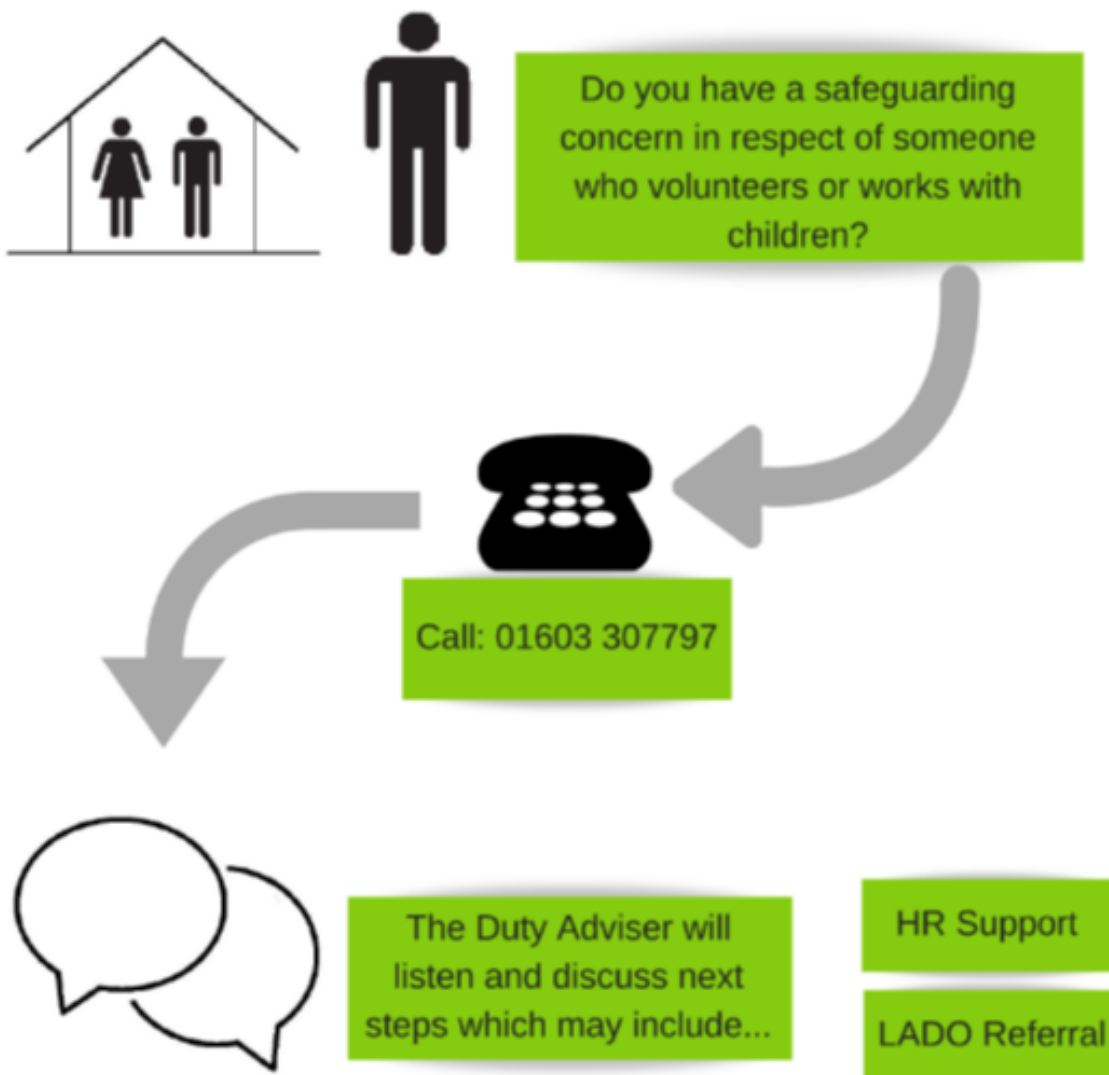 Do you have a safeguarding
concern in respect of someone
who volunteers or works with
children?
Call: 01603 307797
The Duty Adviser will
listen and discuss next
steps which may include...
HR Support
LADO Referral